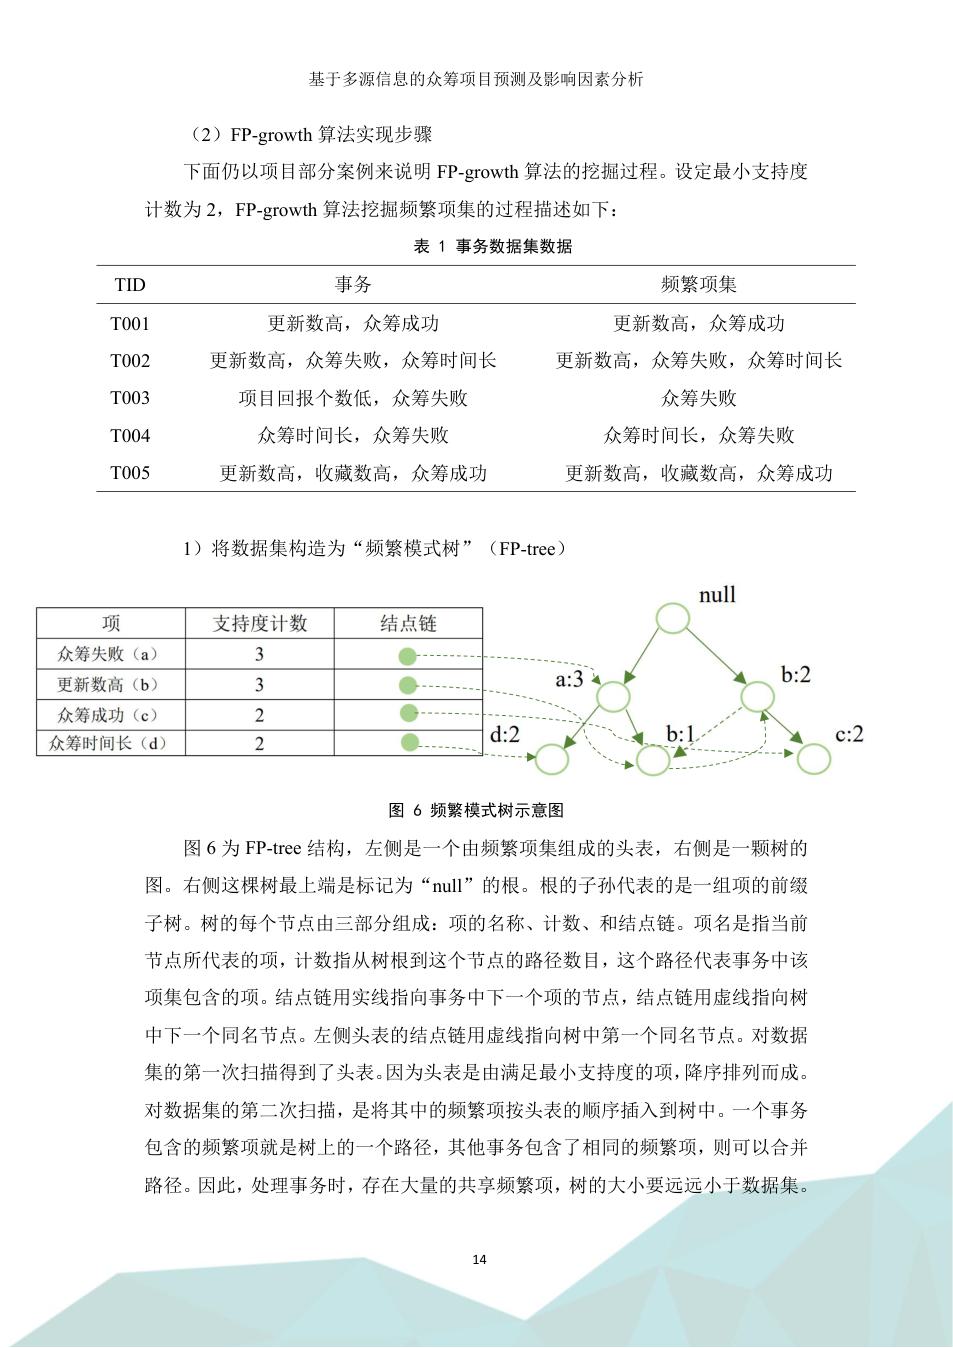 基于多源信息的众筹项目预测及影响因素分析
（2）FP-growth 算法实现步骤
下面仍以项目部分案例来说明 FP-growth 算法的挖掘过程。设定最小支持度
计数为 2，FP-growth 算法挖掘频繁项集的过程描述如下：
表 1 事务数据集数据
TID 事务 频繁项集
T001 更新数高，众筹成功 更新数高，众筹成功
T002 更新数高，众筹失败，众筹时间长 更新数高，众筹失败，众筹时间长
T003 项目回报个数低，众筹失败 众筹失败
T004 众筹时间长，众筹失败 众筹时间长，众筹失败
T005 更新数高，收藏数高，众筹成功 更新数高，收藏数高，众筹成功
1）将数据集构造为“频繁模式树”（FP-tree）
项 支持度计数 结点链
众筹失败（a） 3
更新数高（b） 3
众筹成功（c） 2
众筹时间长（d） 2
null
a:3 b:2
d:2 b:1 c:2
图 6 频繁模式树示意图
图 6 为 FP-tree 结构，左侧是一个由频繁项集组成的头表，右侧是一颗树的
图。右侧这棵树最上端是标记为“null”的根。根的子孙代表的是一组项的前缀
子树。树的每个节点由三部分组成：项的名称、计数、和结点链。项名是指当前
节点所代表的项，计数指从树根到这个节点的路径数目，这个路径代表事务中该
项集包含的项。结点链用实线指向事务中下一个项的节点，结点链用虚线指向树
中下一个同名节点。左侧头表的结点链用虚线指向树中第一个同名节点。对数据
集的第一次扫描得到了头表。因为头表是由满足最小支持度的项，降序排列而成。
对数据集的第二次扫描，是将其中的频繁项按头表的顺序插入到树中。一个事务
包含的频繁项就是树上的一个路径，其他事务包含了相同的频繁项，则可以合并
路径。因此，处理事务时，存在大量的共享频繁项，树的大小要远远小于数据集。
14